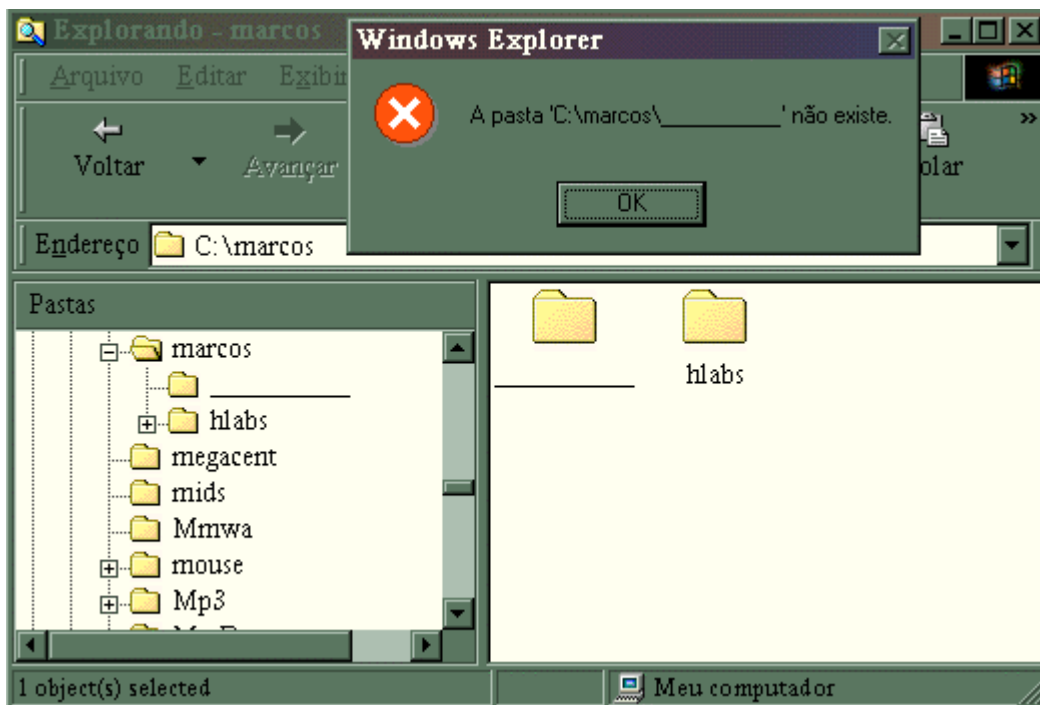 Explorando - marcos
Windows Explorer
Arquivo Editar Exibir
A pasta 'C:\marcos\__________' não existe.
OK
Voltar Avançar olar »
Endereço C:\marcos
Pastas
marcos
__________
hlabs
megacent
mids
Mmwa
mouse
Mp3
__________
hlabs
1 object(s) selected
Meu computador